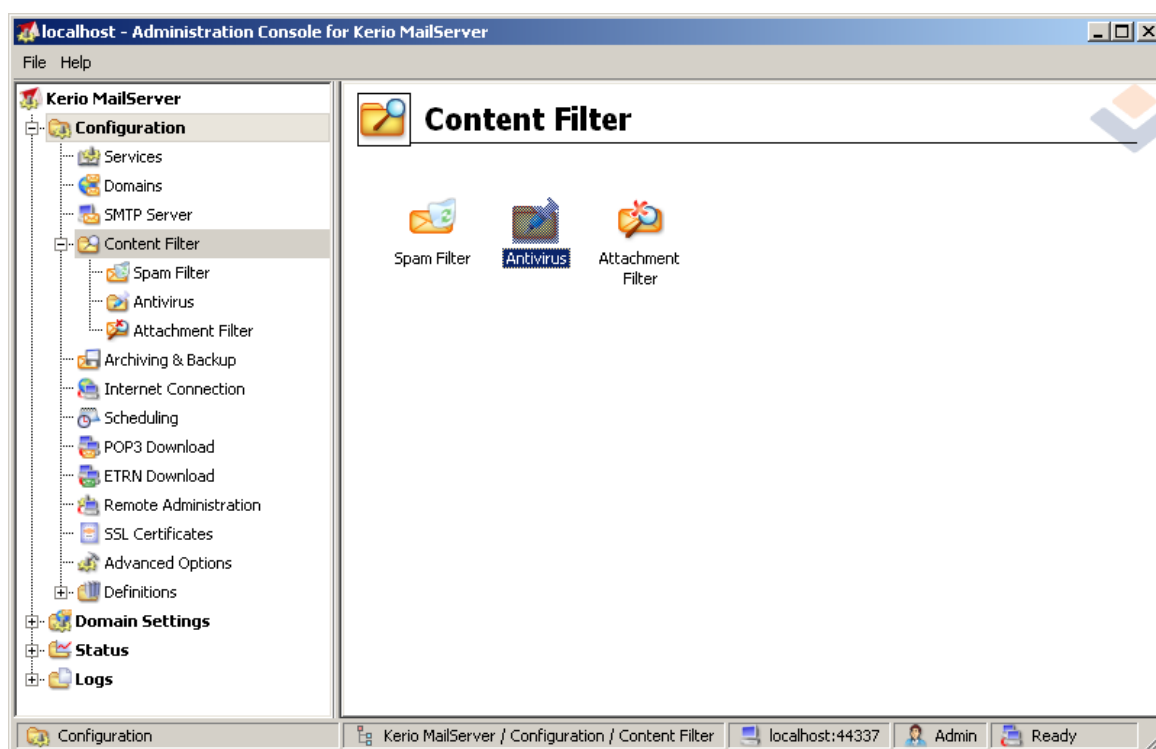 localhost - Administration Console for Kerio MailServer
File Help
Kerio MailServer
Configuration
Services
Domains
SMTP Server
Content Filter
Spam Filter
Antivirus
Attachment Filter
Archiving & Backup
Internet Connection
Scheduling
POP3 Download
ETRN Download
Remote Administration
SSL Certificates
Advanced Options
Definitions
Domain Settings
Status
Logs
Content Filter
Spam Filter
Antivirus
Attachment
Filter
Configuration
Kerio MailServer / Configuration / Content Filter
localhost:44337
Admin
Ready